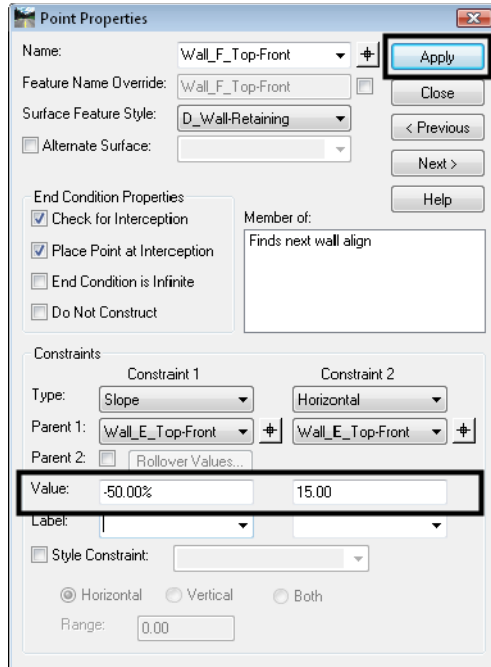 Point Properties
Name: Wall_F_Top-Front Apply
Feature Name Override: Wall_F_Top-Front Close
Surface Feature Style: D_Wall-Retaining < Previous
Alternate Surface: Next >
Help
End Condition Properties
Check for Interception
Place Point at Interception
End Condition is Infinite
Do Not Construct
Member of:
Finds next wall align
Constraints
Constraint 1 Constraint 2
Type: Slope Horizontal
Parent 1: Wall_E_Top-Front Wall_E_Top-Front
Parent 2: Rollover Values...
Value: -50.00% 15.00
Label:
Style Constraint:
Horizontal Vertical Both
Range: 0.00